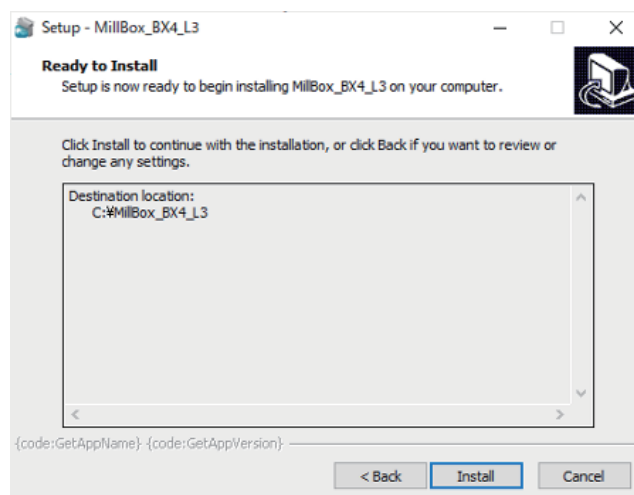 Setup - MillBox_BX4_L3
Ready to Install
Setup is now ready to begin installing MillBox_BX4_L3 on your computer.
Click Install to continue with the installation, or click Back if you want to review or
change any settings.
Destination location:
C:¥MillBox_BX4_L3
{code:GetAppName} {code:GetAppVersion}
< Back Install Cancel